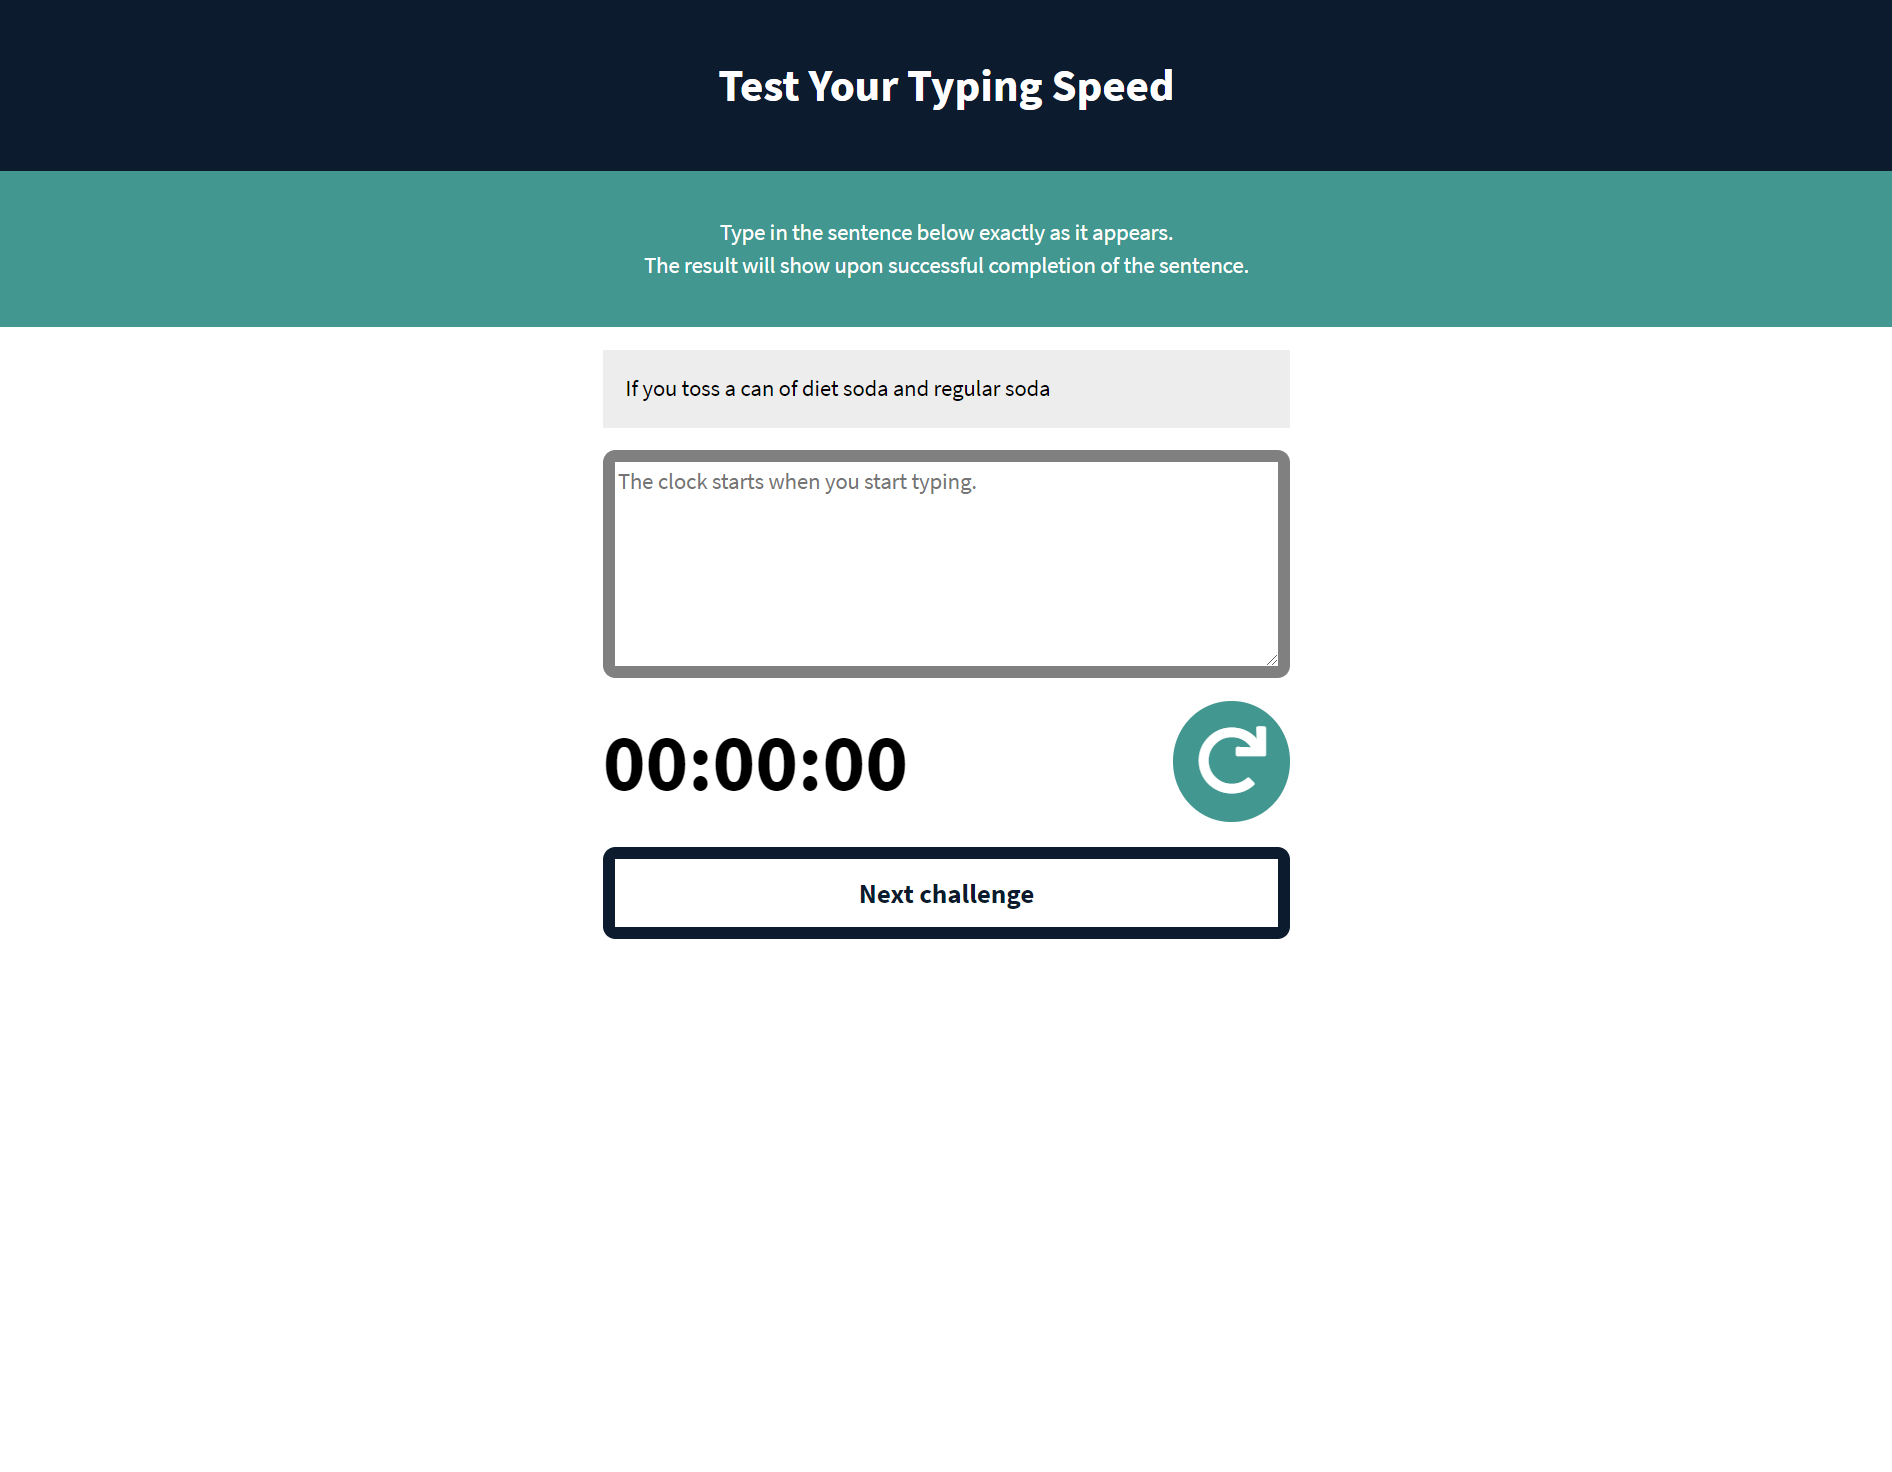 Test Your Typing Speed
Type in the sentence below exactly as it appears.
The result will show upon successful completion of the sentence.
If you toss a can of diet soda and regular soda
The clock starts when you start typing.
00:00:00
Next challenge